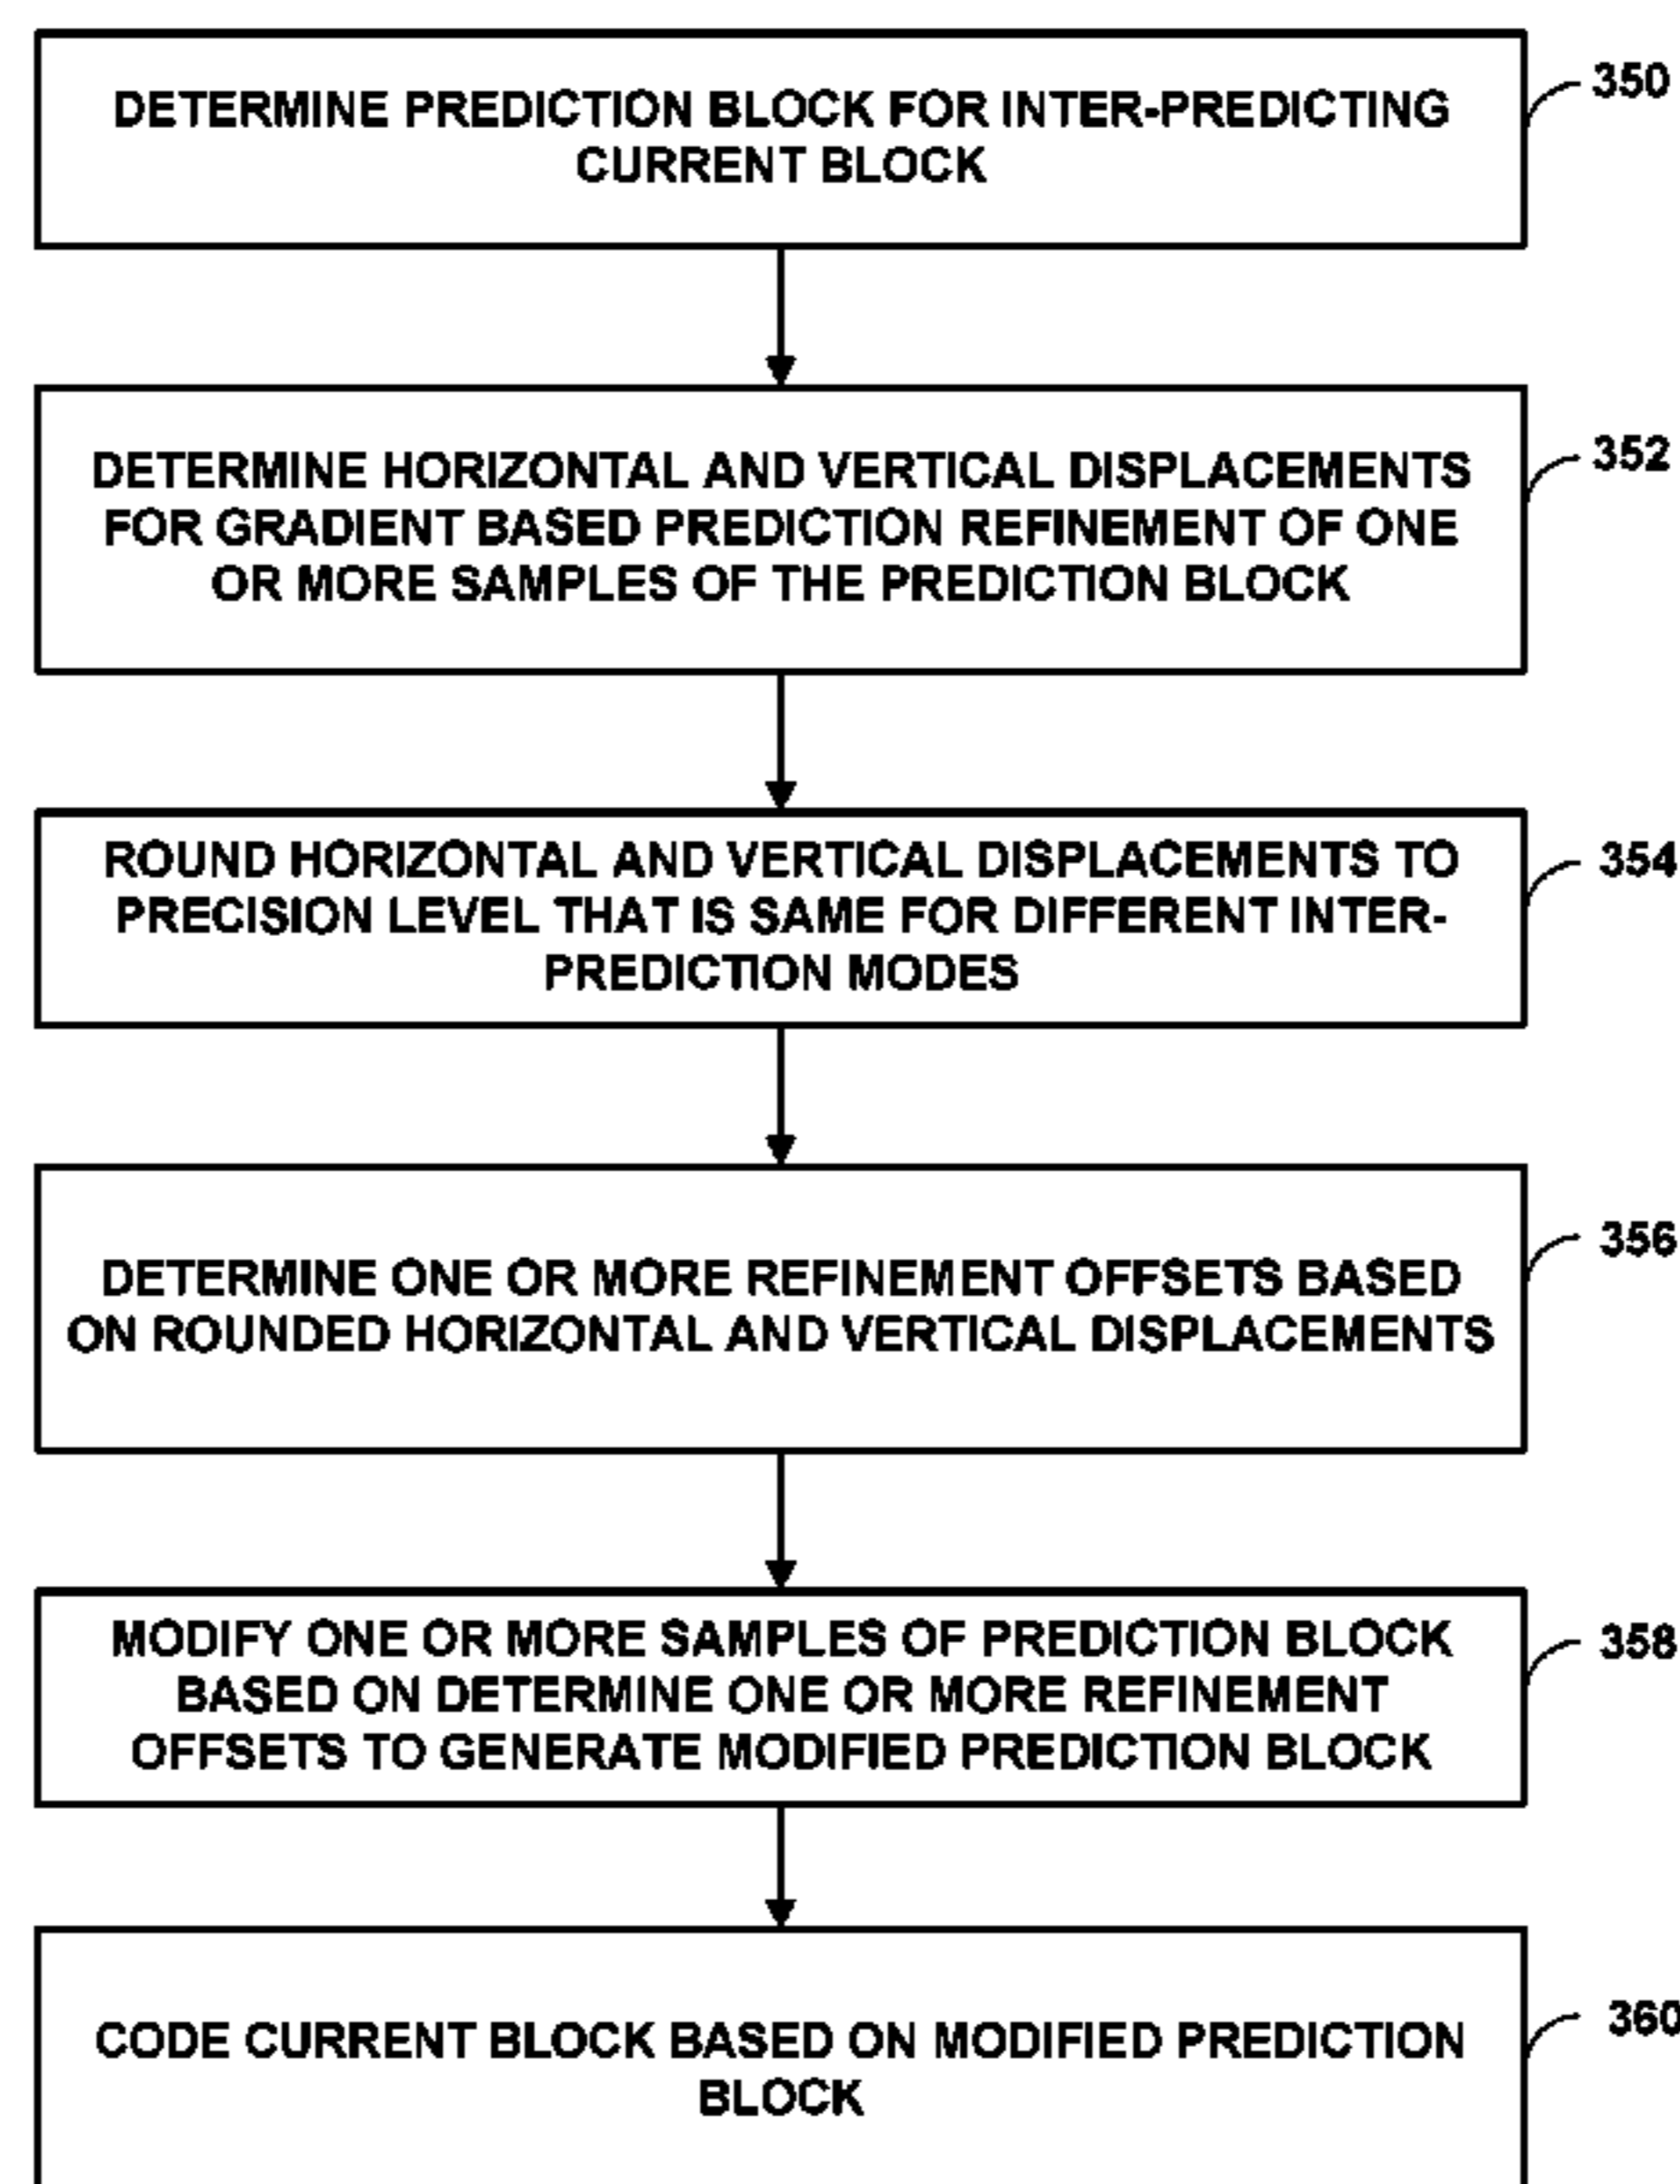 DETERMINE PREDICTION BLOCK FOR INTER-PREDICTING
CURRENT BLOCK
350
DETERMINE HORIZONTAL AND VERTICAL DISPLACEMENTS
FOR GRADIENT BASED PREDICTION REFINEMENT OF ONE
OR MORE SAMPLES OF THE PREDICTION BLOCK
352
ROUND HORIZONTAL AND VERTICAL DISPLACEMENTS TO
PRECISION LEVEL THAT IS SAME FOR DIFFERENT INTER-
PREDICTION MODES
354
DETERMINE ONE OR MORE REFINEMENT OFFSETS BASED
ON ROUNDED HORIZONTAL AND VERTICAL DISPLACEMENTS
356
MODIFY ONE OR MORE SAMPLES OF PREDICTION BLOCK
BASED ON DETERMINE ONE OR MORE REFINEMENT
OFFSETS TO GENERATE MODIFIED PREDICTION BLOCK
358
CODE CURRENT BLOCK BASED ON MODIFIED PREDICTION
BLOCK
360